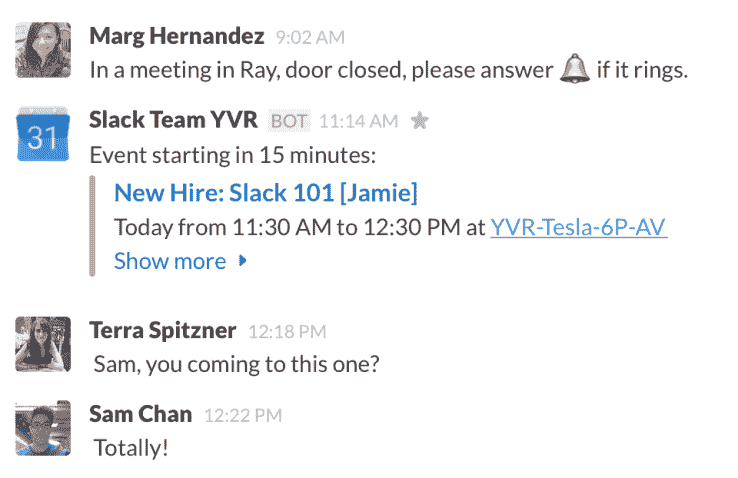 Marg Hernandez 9:02 AM
In a meeting in Ray, door closed, please answer 🔔 if it rings.
31
Slack Team YVR BOT 11:14 AM ★
Event starting in 15 minutes:
New Hire: Slack 101 [Jamie]
Today from 11:30 AM to 12:30 PM at YVR-Tesla-6P-AV
Show more
Terra Spitzner 12:18 PM
Sam, you coming to this one?
Sam Chan 12:22 PM
Totally!